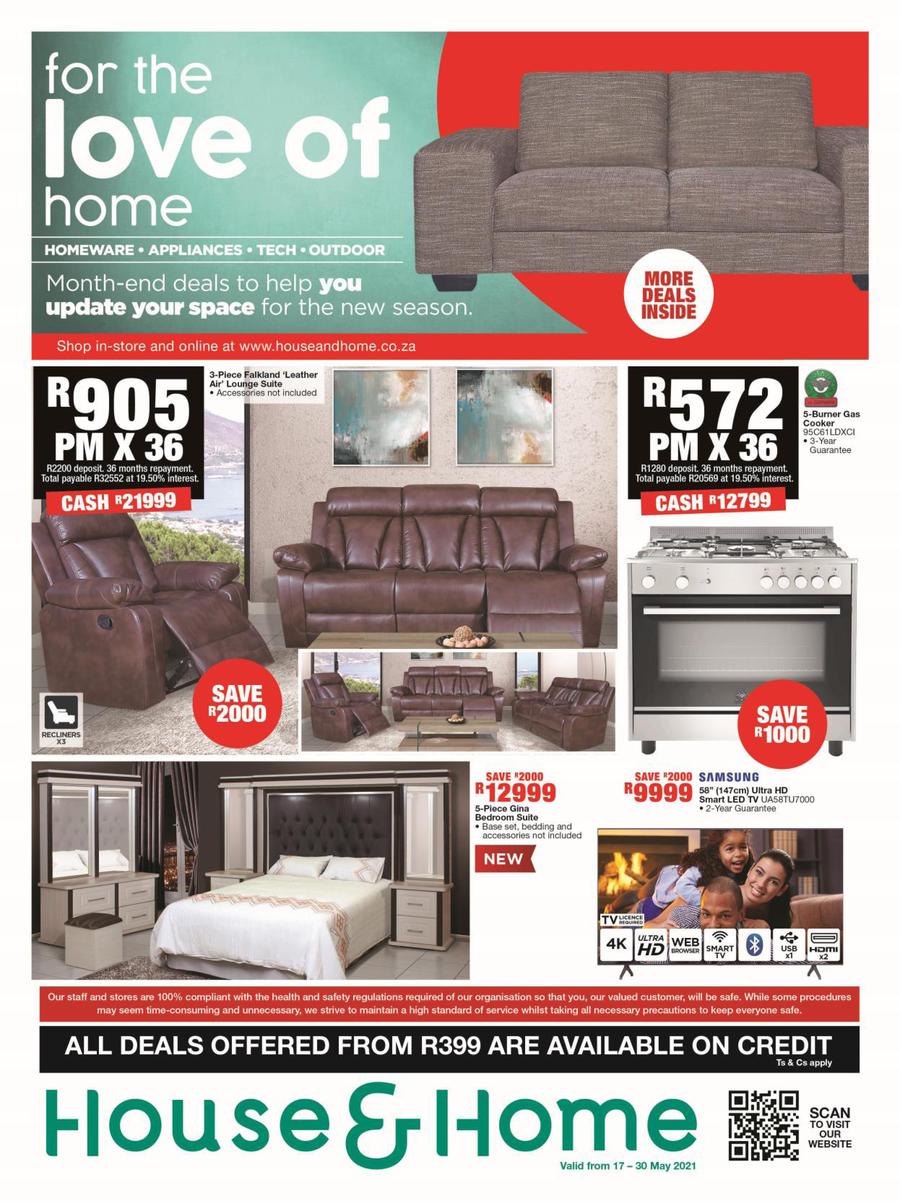 for the
love of
home
HOMEWARE • APPLIANCES • TECH • OUTDOOR
Month-end deals to help you
update your space for the new season.
MORE
DEALS
INSIDE
Shop in-store and online at www.houseandhome.co.za
R905
PM X 36
R2200 deposit. 36 months repayment.
Total payable R32552 at 19.50% interest.
CASH R21999
3-Piece Falkland ‘Leather
Air’ Lounge Suite
• Accessories not included
SAVE
R2000
RECLINERS
X3
R572
PM X 36
R1280 deposit. 36 months repayment.
Total payable R20569 at 19.50% interest.
CASH R12799
5-Burner Gas
Cooker
95C61LDXCI
• 3-Year
Guarantee
SAVE
R1000
SAVE R2000
R12999
5-Piece Gina
Bedroom Suite
• Base set, bedding and
accessories not included
NEW
SAVE R2000
R9999
SAMSUNG
58” (147cm) Ultra HD
Smart LED TV UA58TU7000
• 2-Year Guarantee
TV LICENCE
REQUIRED
4K
ULTRA
HD
WEB
BROWSER
SMART
TV
USB
x1
HDMI
x2
Our staff and stores are 100% compliant with the health and safety regulations required of our organisation so that you, our valued customer, will be safe. While some procedures
may seem time-consuming and unnecessary, we strive to maintain a high standard of service whilst taking all necessary precautions to keep everyone safe.
ALL DEALS OFFERED FROM R399 ARE AVAILABLE ON CREDIT
Ts & Cs apply
House & Home
Valid from 17 – 30 May 2021
SCAN
TO VISIT
OUR
WEBSITE